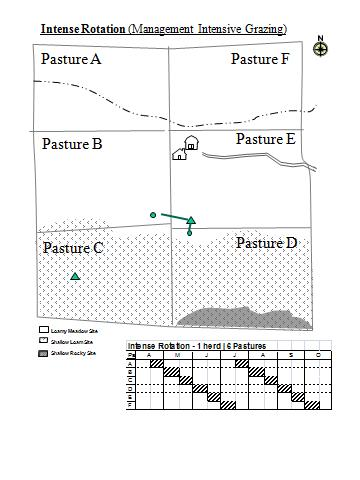 Intense Rotation (Management Intensive Grazing)
N
Pasture A
Pasture F
Pasture B
Pasture E
Pasture C
Pasture D
Loamy Meadow Site
Shallow Loam Site
Shallow Rocky Site
Intense Rotation - 1 herd | 6 Pastures
Pa A M J J A S O
A
B
C
D
E
F